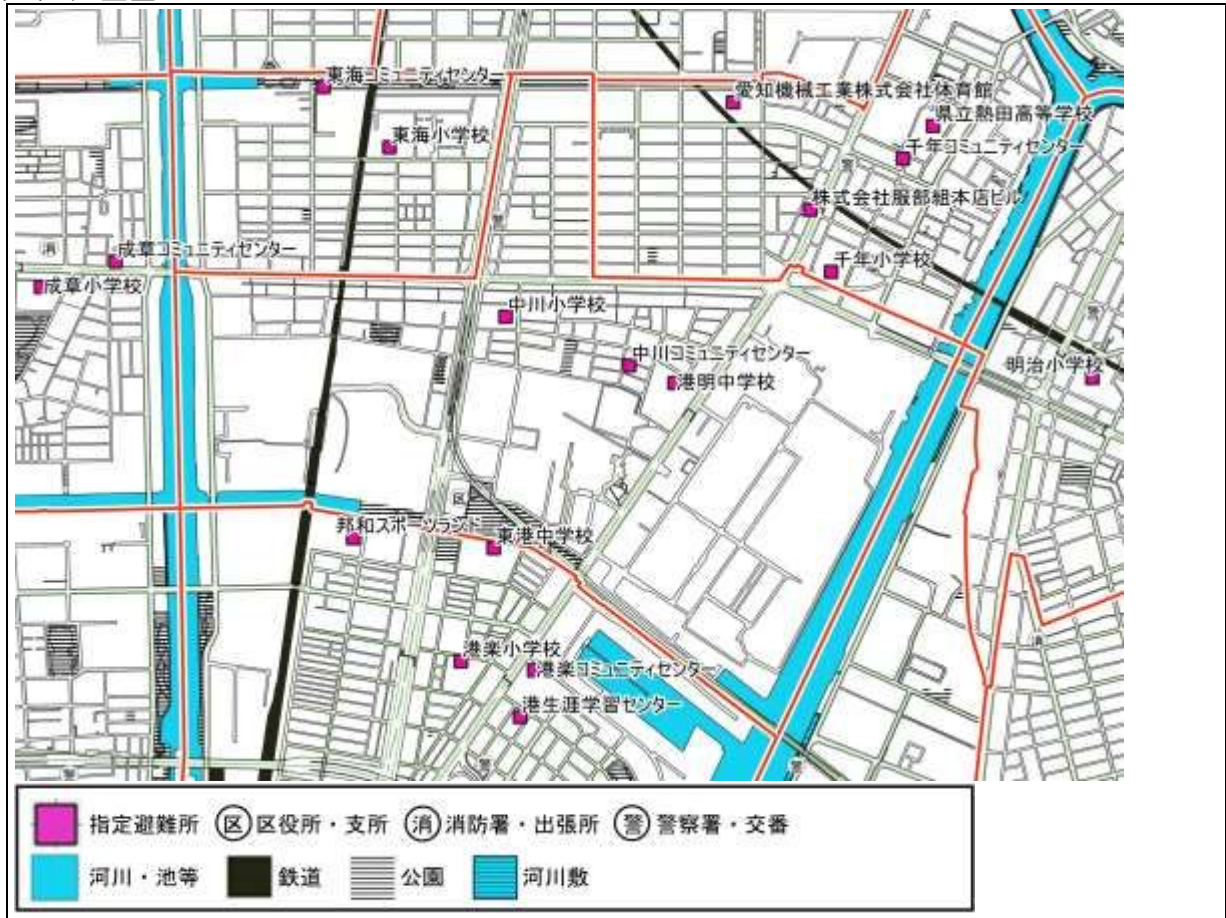 東海コミュニティセンター
愛知機械工業株式会社体育館
県立熱田高等学校
東海小学校
千年コミュニティセンター
株式会社服部組本店ビル
警
警
消
成章コミュニティセンター
千年小学校
成章小学校
中川小学校
警
中川コミュニティセンター
明治小学校
港明中学校
区
邦和スポーツランド
東港中学校
消
港楽小学校
港楽コミュニティセンター
港生涯学習センター
警
警
警
指定避難所 区 区役所・支所 消 消防署・出張所 警 警察署・交番
河川・池等 鉄道 公園 河川敷